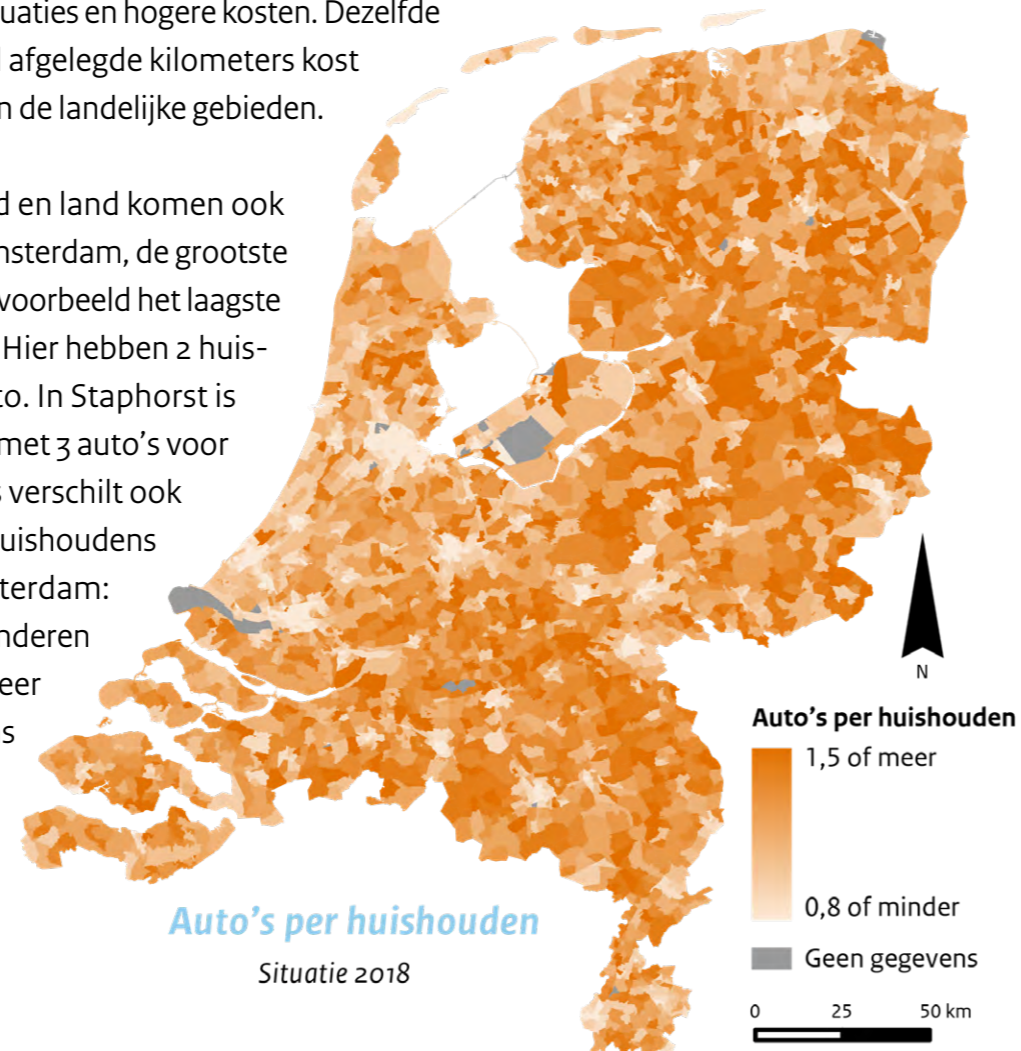 uaties en hogere kosten. Dezelfde
afgelegde kilometers kost
n de landelijke gebieden.
d en land komen ook
nsterdam, de grootste
voorbeeld het laagste
Hier hebben 2 huis-
to. In Staphorst is
met 3 auto's voor
s verschilt ook
uishoudens
terdam:
nderen
eer
s
N
Auto's per huishouden
1,5 of meer
0,8 of minder
Geen gegevens
0 25 50 km
Auto's per huishouden
Situatie 2018